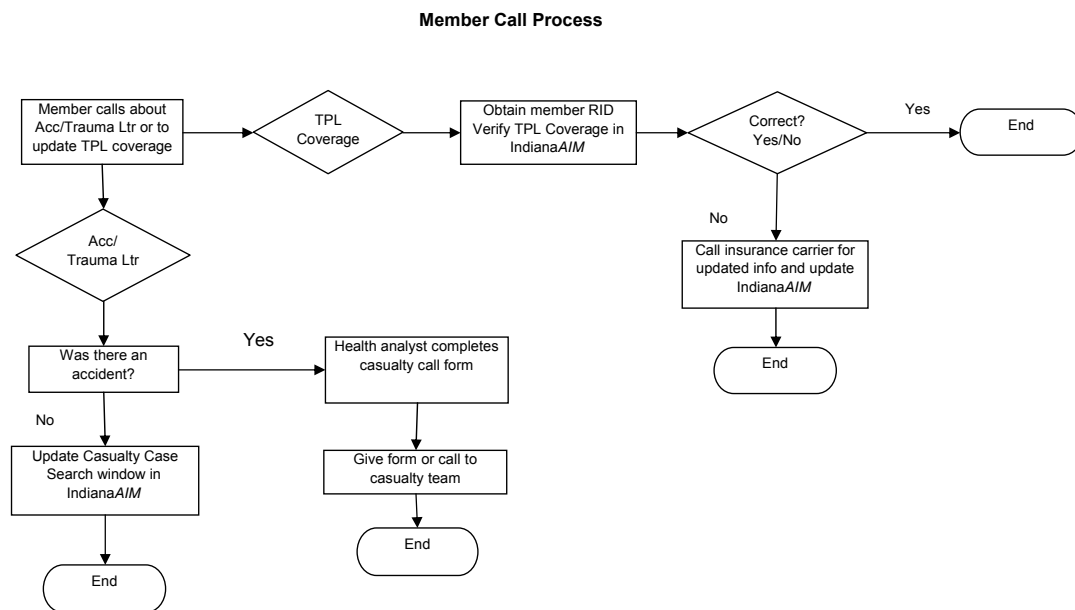 Member Call Process
Member calls about
Acc/Trauma Ltr or to
update TPL coverage
TPL
Coverage
Obtain member RID
Verify TPL Coverage in
IndianaAIM
Correct?
Yes/No
Yes
End
No
Call insurance carrier for
updated info and update
IndianaAIM
End
Acc/
Trauma Ltr
Was there an
accident?
Yes
Health analyst completes
casualty call form
Give form or call to
casualty team
End
No
Update Casualty Case
Search window in
IndianaAIM
End